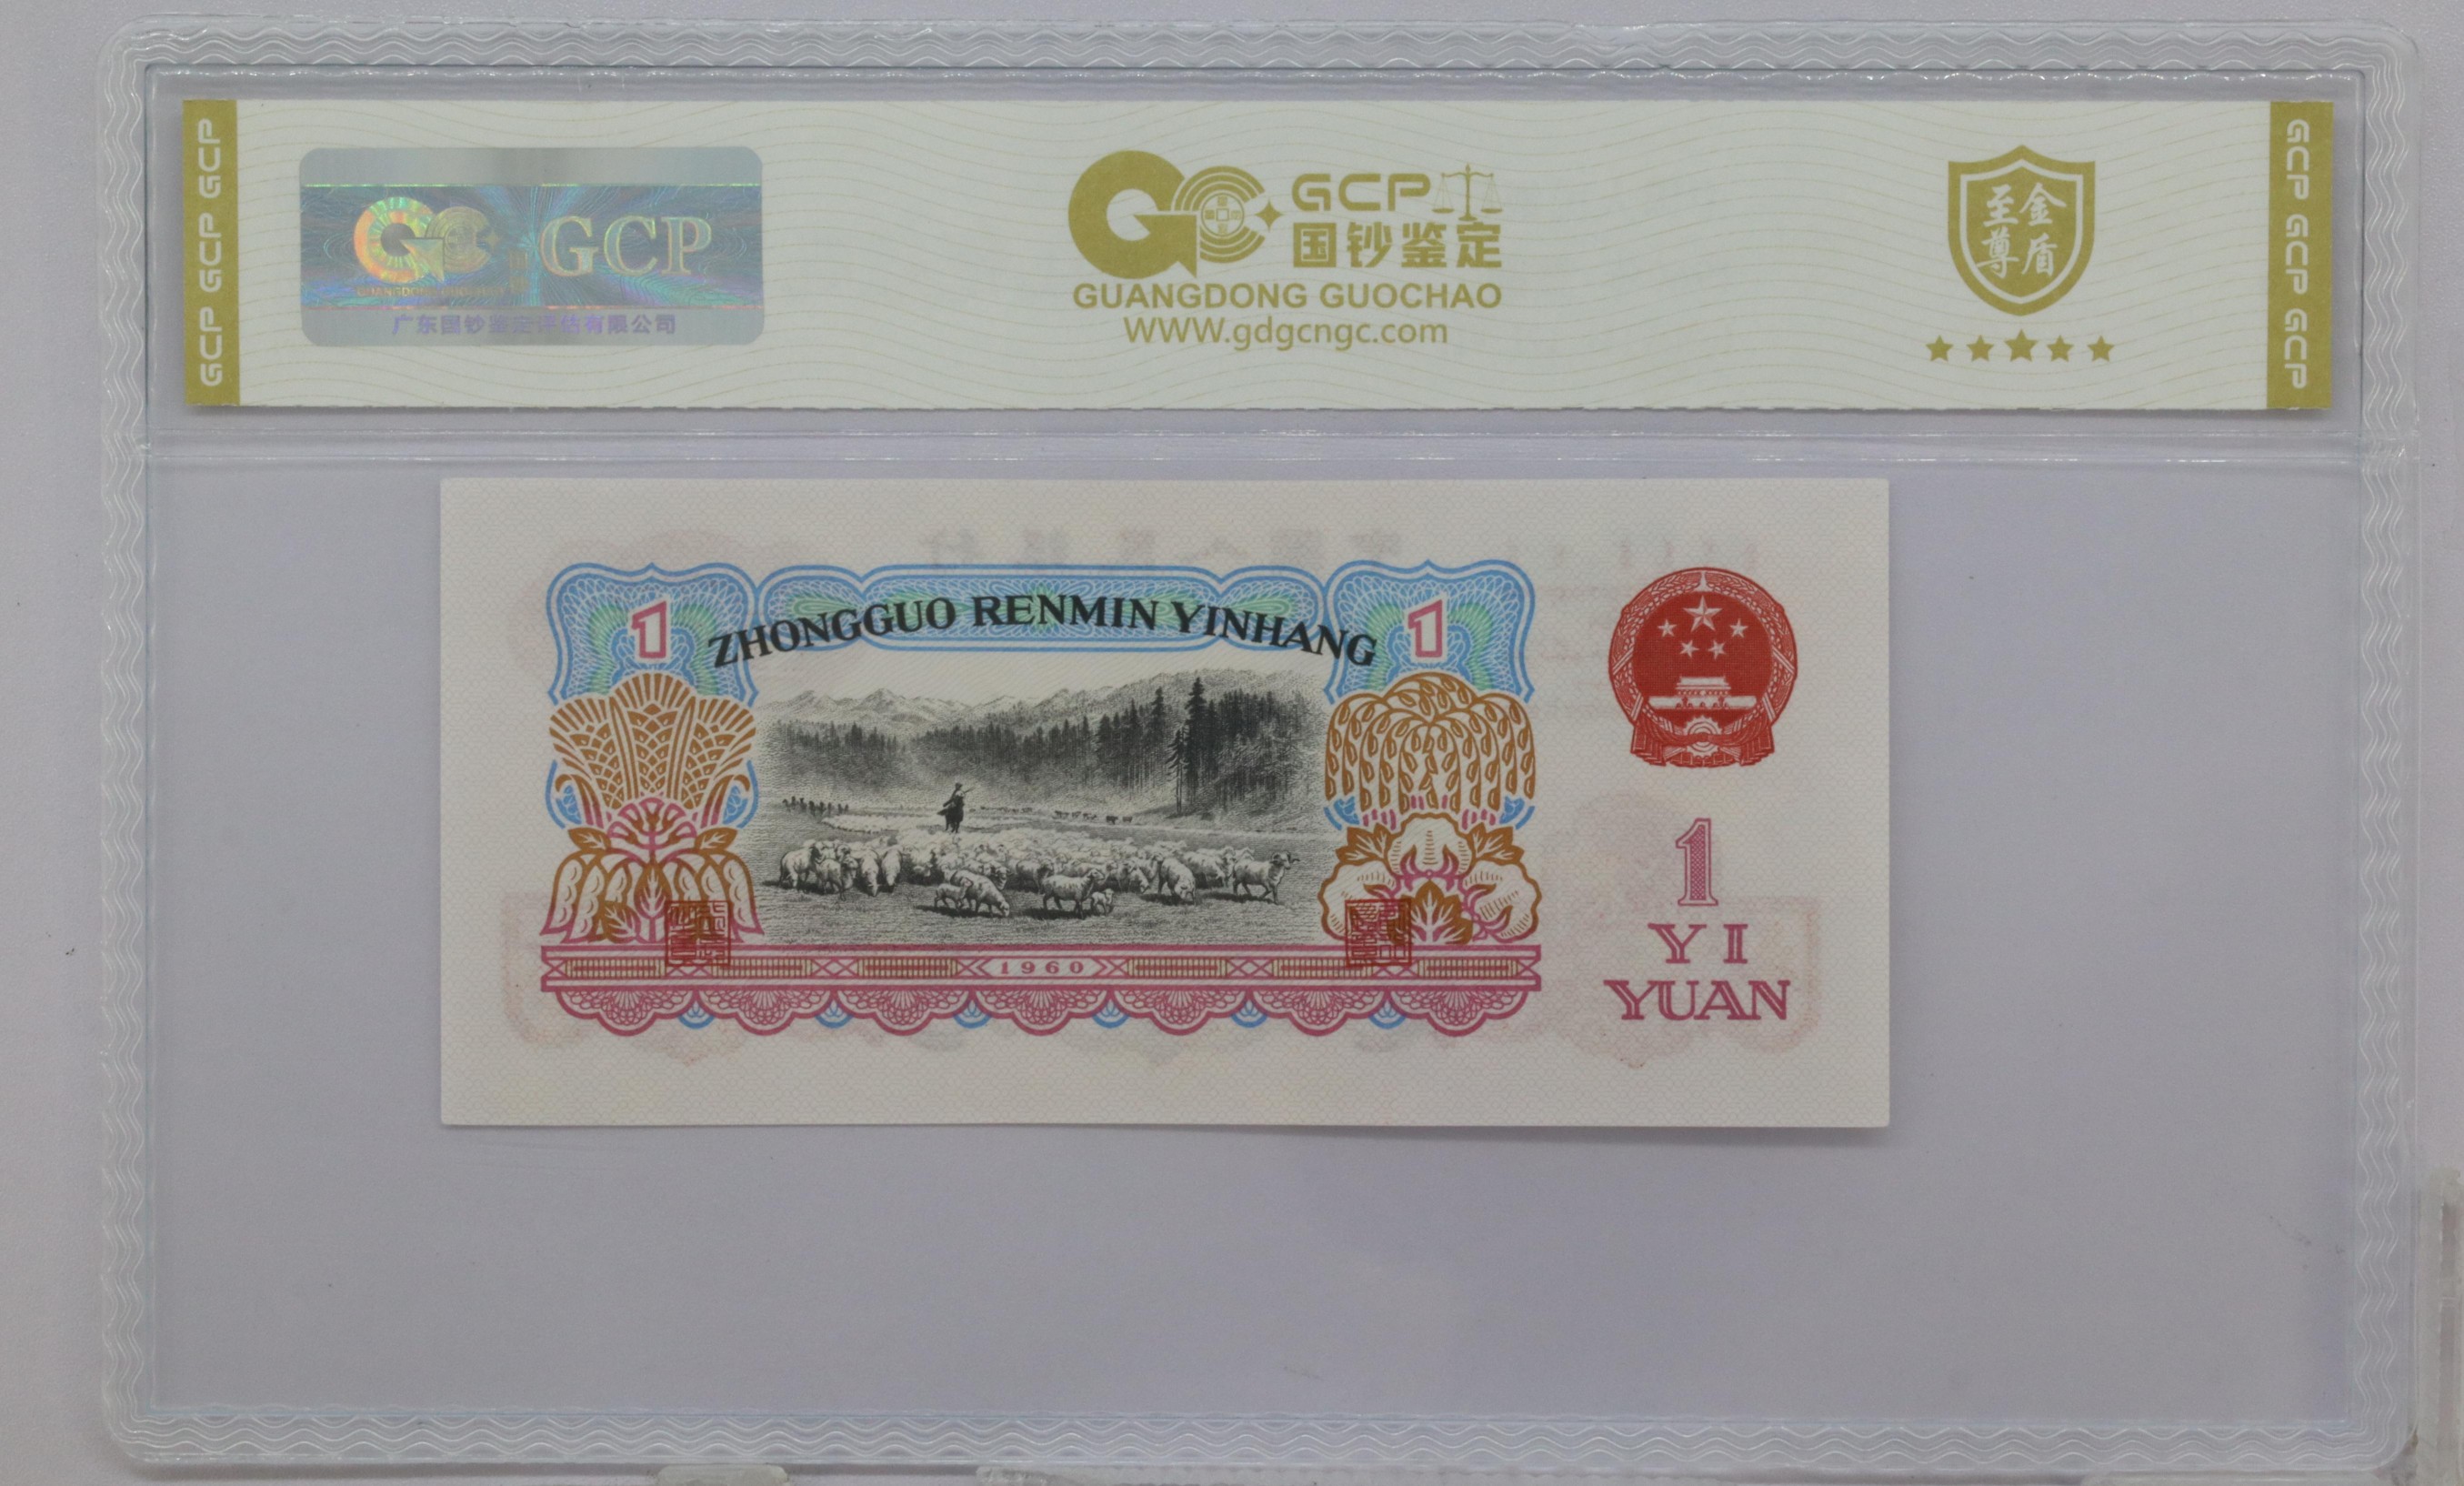 GCP GCP GCP
GCP
GUANGDONG GUOCHAO
广东国钞鉴定评估有限公司
GCP
国钞鉴定
GUANGDONG GUOCHAO
WWW.gdgcngc.com
至金
尊盾
GCP GCP GCP
ZHONGGUO RENMIN YINHANG
1
1
1960
1
YI
YUAN